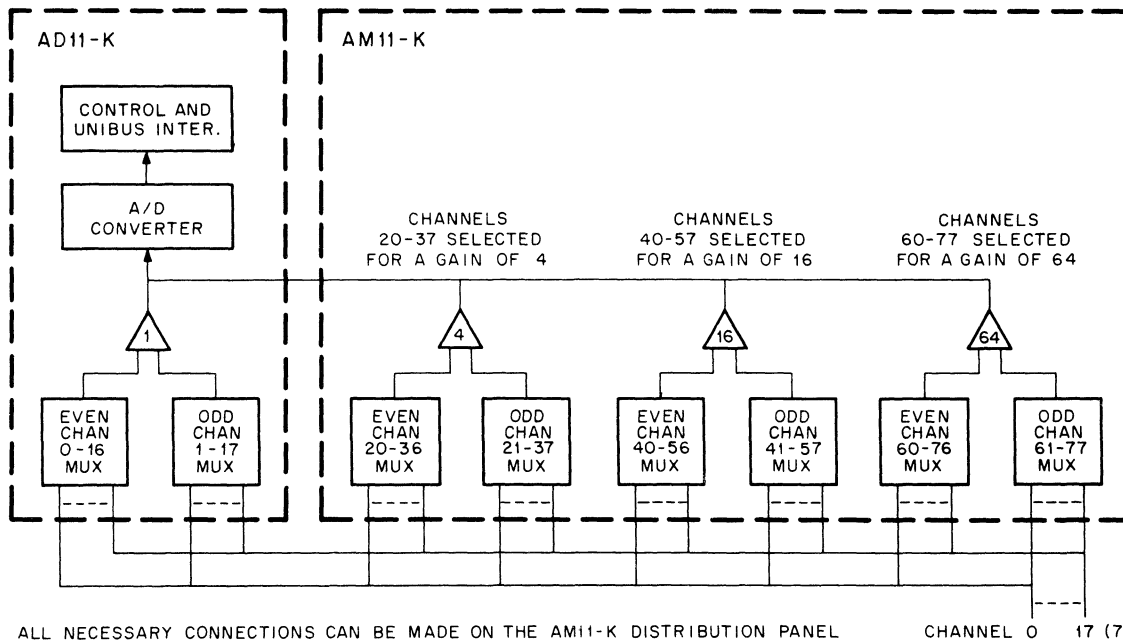 AD11-K
AM11-K
CONTROL AND
UNIBUS INTER.
A/D
CONVERTER
CHANNELS
20-37 SELECTED
FOR A GAIN OF 4
CHANNELS
40-57 SELECTED
FOR A GAIN OF 16
CHANNELS
60-77 SELECTED
FOR A GAIN OF 64
1
4
16
64
EVEN
CHAN
0-16
MUX
ODD
CHAN
1-17
MUX
EVEN
CHAN
20-36
MUX
ODD
CHAN
21-37
MUX
EVEN
CHAN
40-56
MUX
ODD
CHAN
41-57
MUX
EVEN
CHAN
60-76
MUX
ODD
CHAN
61-77
MUX
ALL NECESSARY CONNECTIONS CAN BE MADE ON THE AM11-K DISTRIBUTION PANEL
CHANNEL 0 17 (7